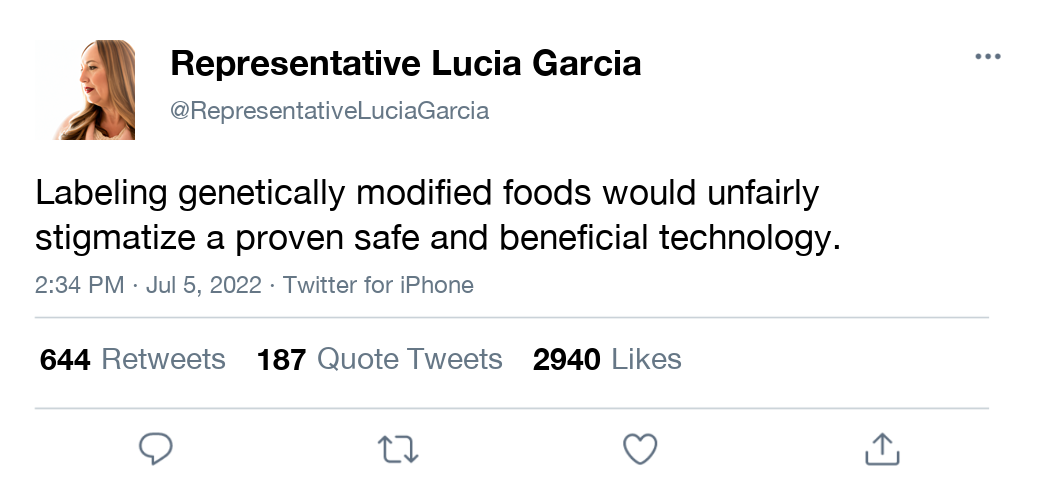 Representative Lucia Garcia
@RepresentativeLuciaGarcia
Labeling genetically modified foods would unfairly
stigmatize a proven safe and beneficial technology.
2:34 PM · Jul 5, 2022 · Twitter for iPhone
644 Retweets 187 Quote Tweets 2940 Likes